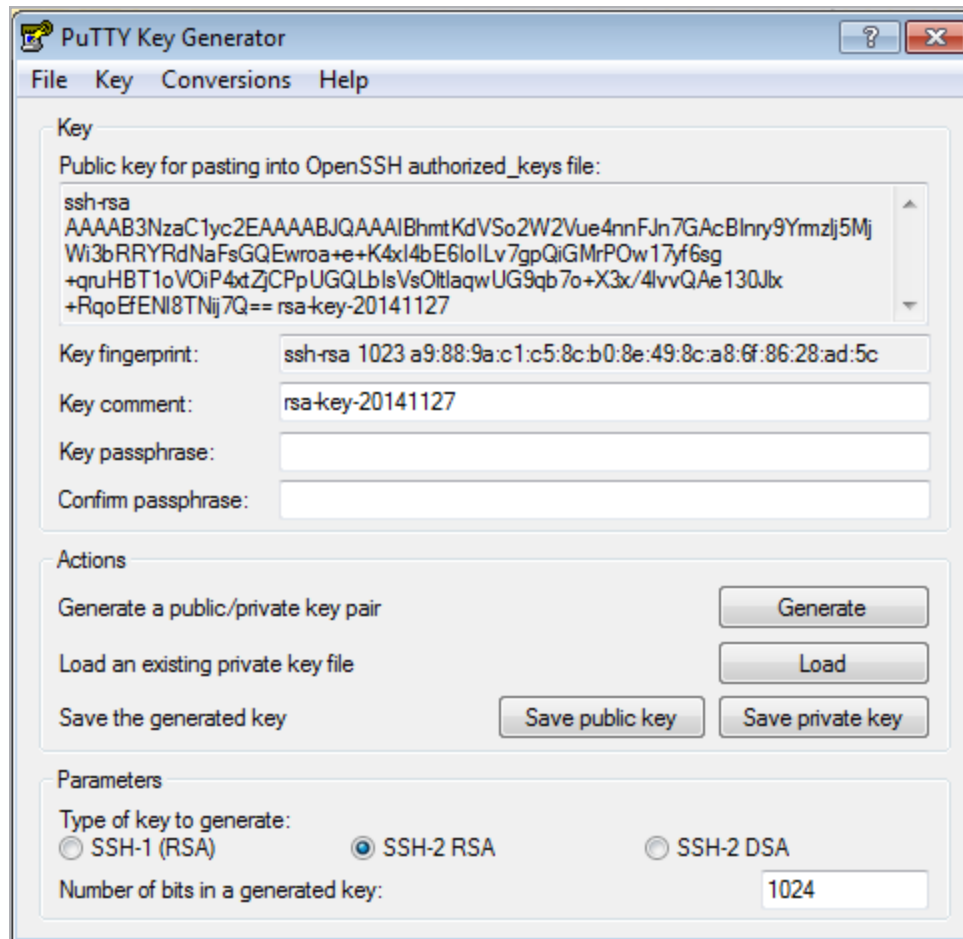 PuTTY Key Generator
File Key Conversions Help
Key
Public key for pasting into OpenSSH authorized_keys file:
ssh-rsa
AAAAB3NzaC1yc2EAAAABJQAAAIBhmtKdVSo2W2Vue4nnFJn7GAcBInry9YrmzIj5Mj
Wi3bRRYRdNaFsGQEwroa+e+K4xI4bE6IoILv7gpQiGMrPOw17yf6sg
+qruHBT1oVOiP4xtZjCPpUGQLbIsVsOItlaqwUG9qb7o+X3x/4IvvQAe130JIx
+RqoEfENI8TNij7Q== rsa-key-20141127
Key fingerprint: ssh-rsa 1023 a9:88:9a:c1:c5:8c:b0:8e:49:8c:a8:6f:86:28:ad:5c
Key comment: rsa-key-20141127
Key passphrase:
Confirm passphrase:
Actions
Generate a public/private key pair Generate
Load an existing private key file Load
Save the generated key Save public key Save private key
Parameters
Type of key to generate:
SSH-1 (RSA) SSH-2 RSA SSH-2 DSA
Number of bits in a generated key: 1024